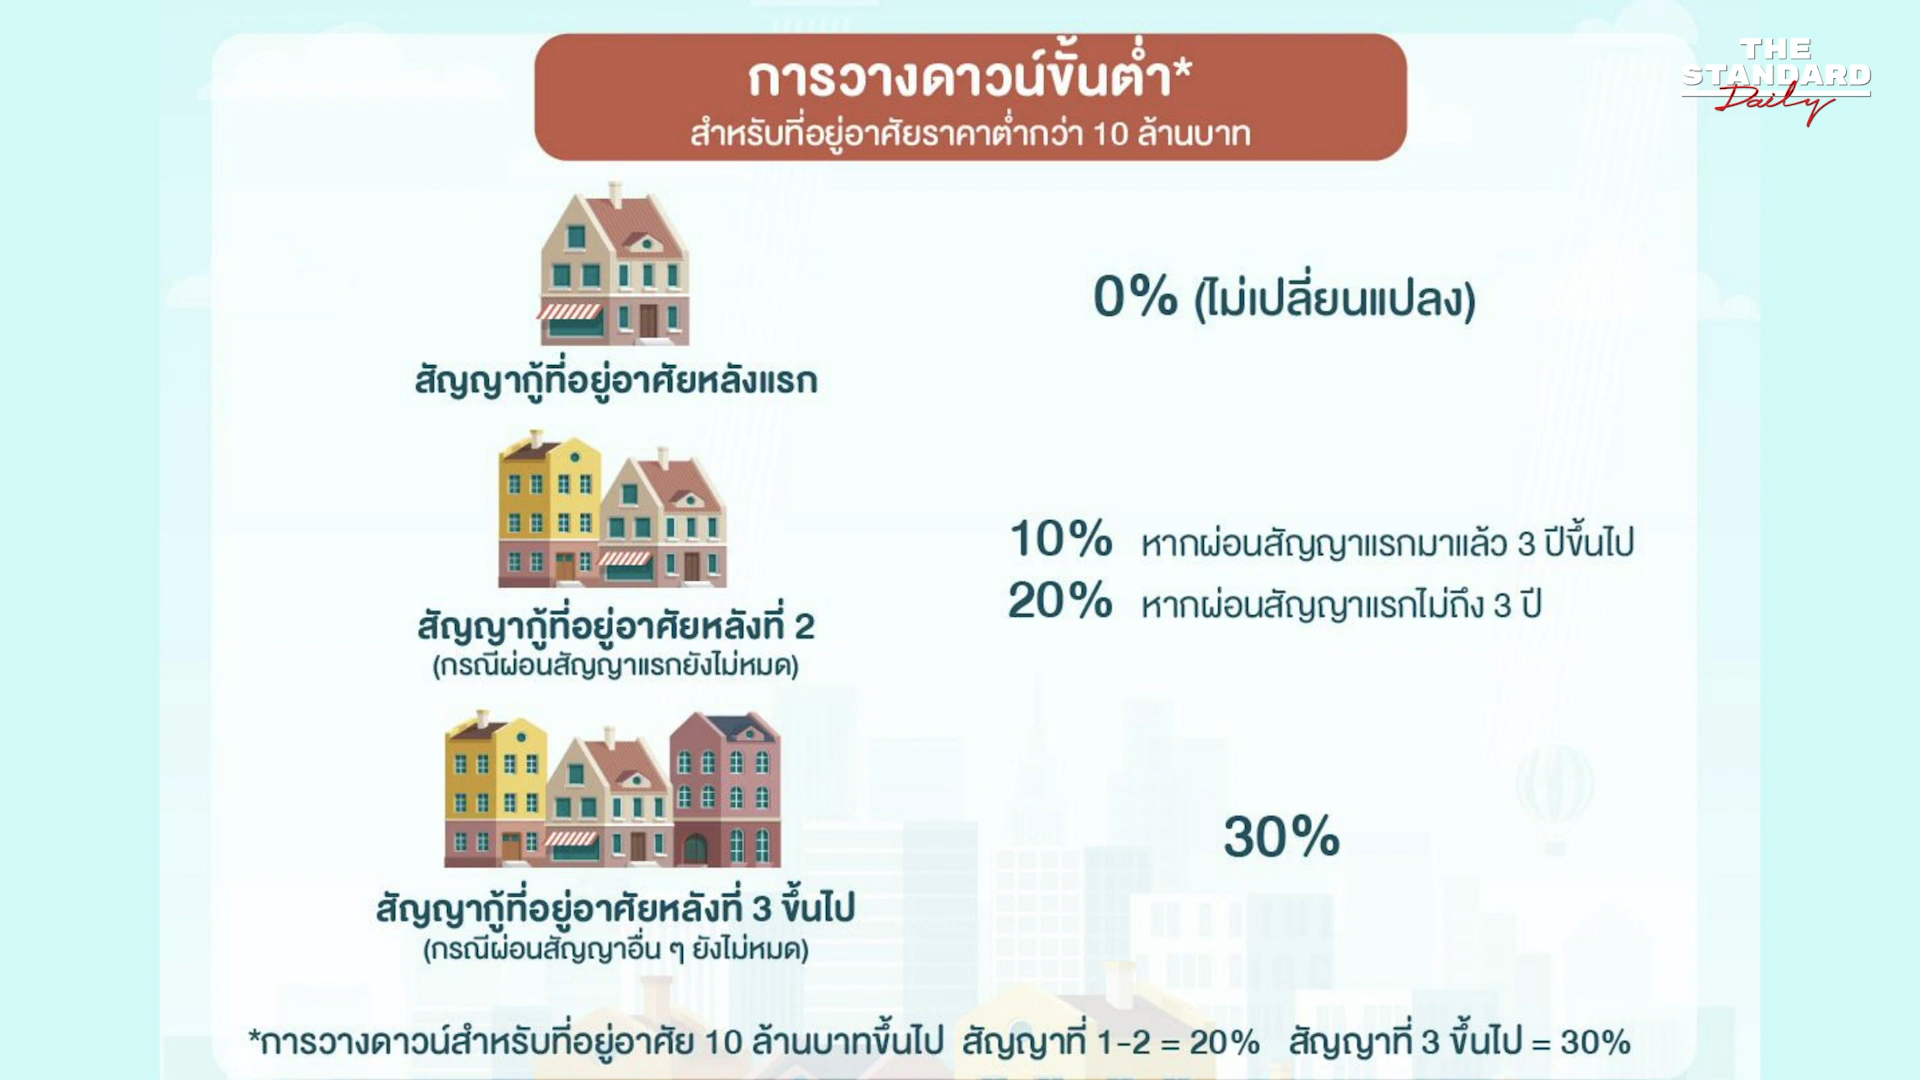 การวางดาวน์ขั้นต่ำ*
สำหรับที่อยู่อาศัยราคาต่ำกว่า 10 ล้านบาท
THE
STANDARD
Daily
0% (ไม่เปลี่ยนแปลง)
สัญญากู้ที่อยู่อาศัยหลังแรก
10% หากผ่อนสัญญาแรกมาแล้ว 3 ปีขึ้นไป
20% หากผ่อนสัญญาแรกไม่ถึง 3 ปี
สัญญากู้ที่อยู่อาศัยหลังที่ 2
(กรณีผ่อนสัญญาแรกยังไม่หมด)
30%
สัญญากู้ที่อยู่อาศัยหลังที่ 3 ขึ้นไป
(กรณีผ่อนสัญญาอื่น ๆ ยังไม่หมด)
*การวางดาวน์สำหรับที่อยู่อาศัย 10 ล้านบาทขึ้นไป สัญญาที่ 1-2 = 20% สัญญาที่ 3 ขึ้นไป = 30%